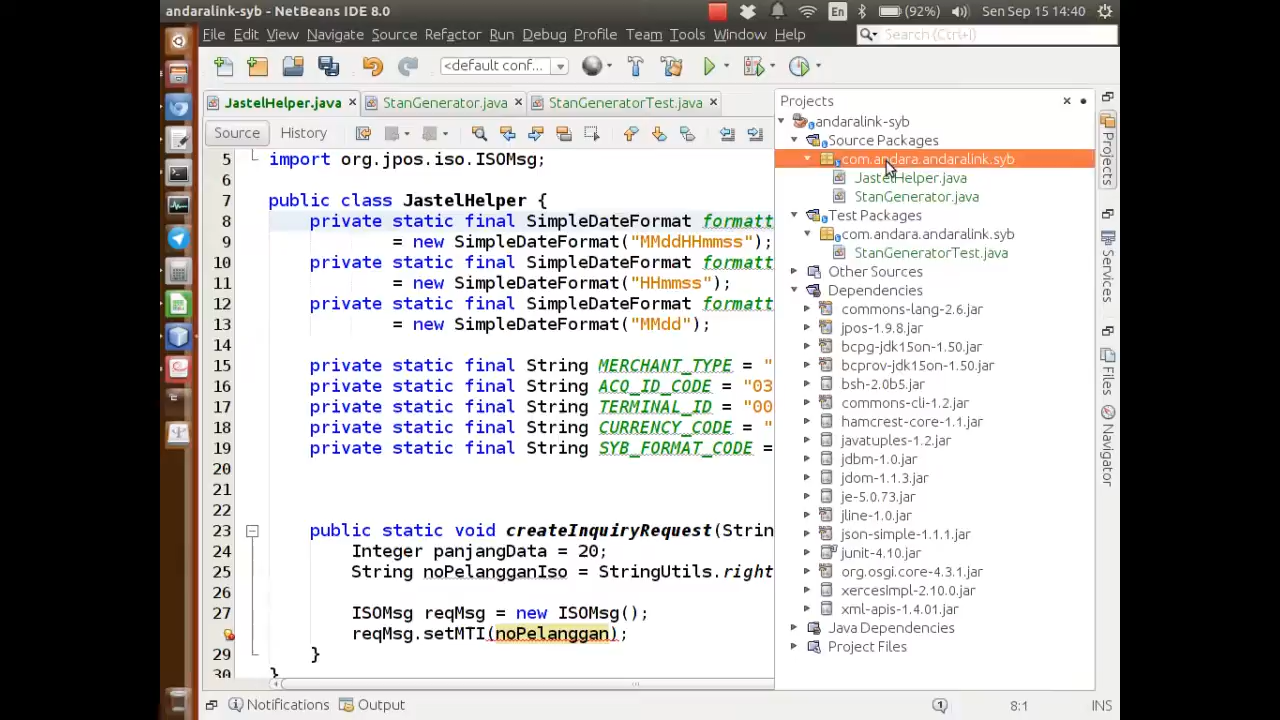 andaralink-syb - NetBeans IDE 8.0
En
(92%)
Sen Sep 15 14:40
File Edit View Navigate Source Refactor Run Debug Profile Team Tools Window Help
Search (Ctrl+I)
<default conf...
JastelHelper.java
StanGenerator.java
StanGeneratorTest.java
Source
History
5 import org.jpos.iso.ISOMsg;
6
7 public class JastelHelper {
8 private static final SimpleDateFormat formatt
9 = new SimpleDateFormat("MMddHHmmss");
10 private static final SimpleDateFormat formatt
11 = new SimpleDateFormat("HHmmss");
12 private static final SimpleDateFormat formatt
13 = new SimpleDateFormat("MMdd");
14
15 private static final String MERCHANT_TYPE = "
16 private static final String ACQ_ID_CODE = "03
17 private static final String TERMINAL_ID = "00
18 private static final String CURRENCY_CODE = "
19 private static final String SYB_FORMAT_CODE =
20
21
22
23 public static void createInquiryRequest(Strin
24 Integer panjangData = 20;
25 String noPelangganIso = StringUtils.right
26
27 ISOMsg reqMsg = new ISOMsg();
reqMsg.setMTI(noPelanggan);
29 }
30 }
Projects
andaralink-syb
Source Packages
com.andara.andaralink.syb
JastelHelper.java
StanGenerator.java
Test Packages
com.andara.andaralink.syb
StanGeneratorTest.java
Other Sources
Dependencies
commons-lang-2.6.jar
jpos-1.9.8.jar
bcpg-jdk15on-1.50.jar
bcprov-jdk15on-1.50.jar
bsh-2.0b5.jar
commons-cli-1.2.jar
hamcrest-core-1.1.jar
javatuples-1.2.jar
jdbm-1.0.jar
jdom-1.1.3.jar
je-5.0.73.jar
jline-1.0.jar
json-simple-1.1.1.jar
junit-4.10.jar
org.osgi.core-4.3.1.jar
xercesImpl-2.10.0.jar
xml-apis-1.4.01.jar
Java Dependencies
Project Files
Projects
Services
Files
Navigator
Notifications
Output
1
8:1
INS